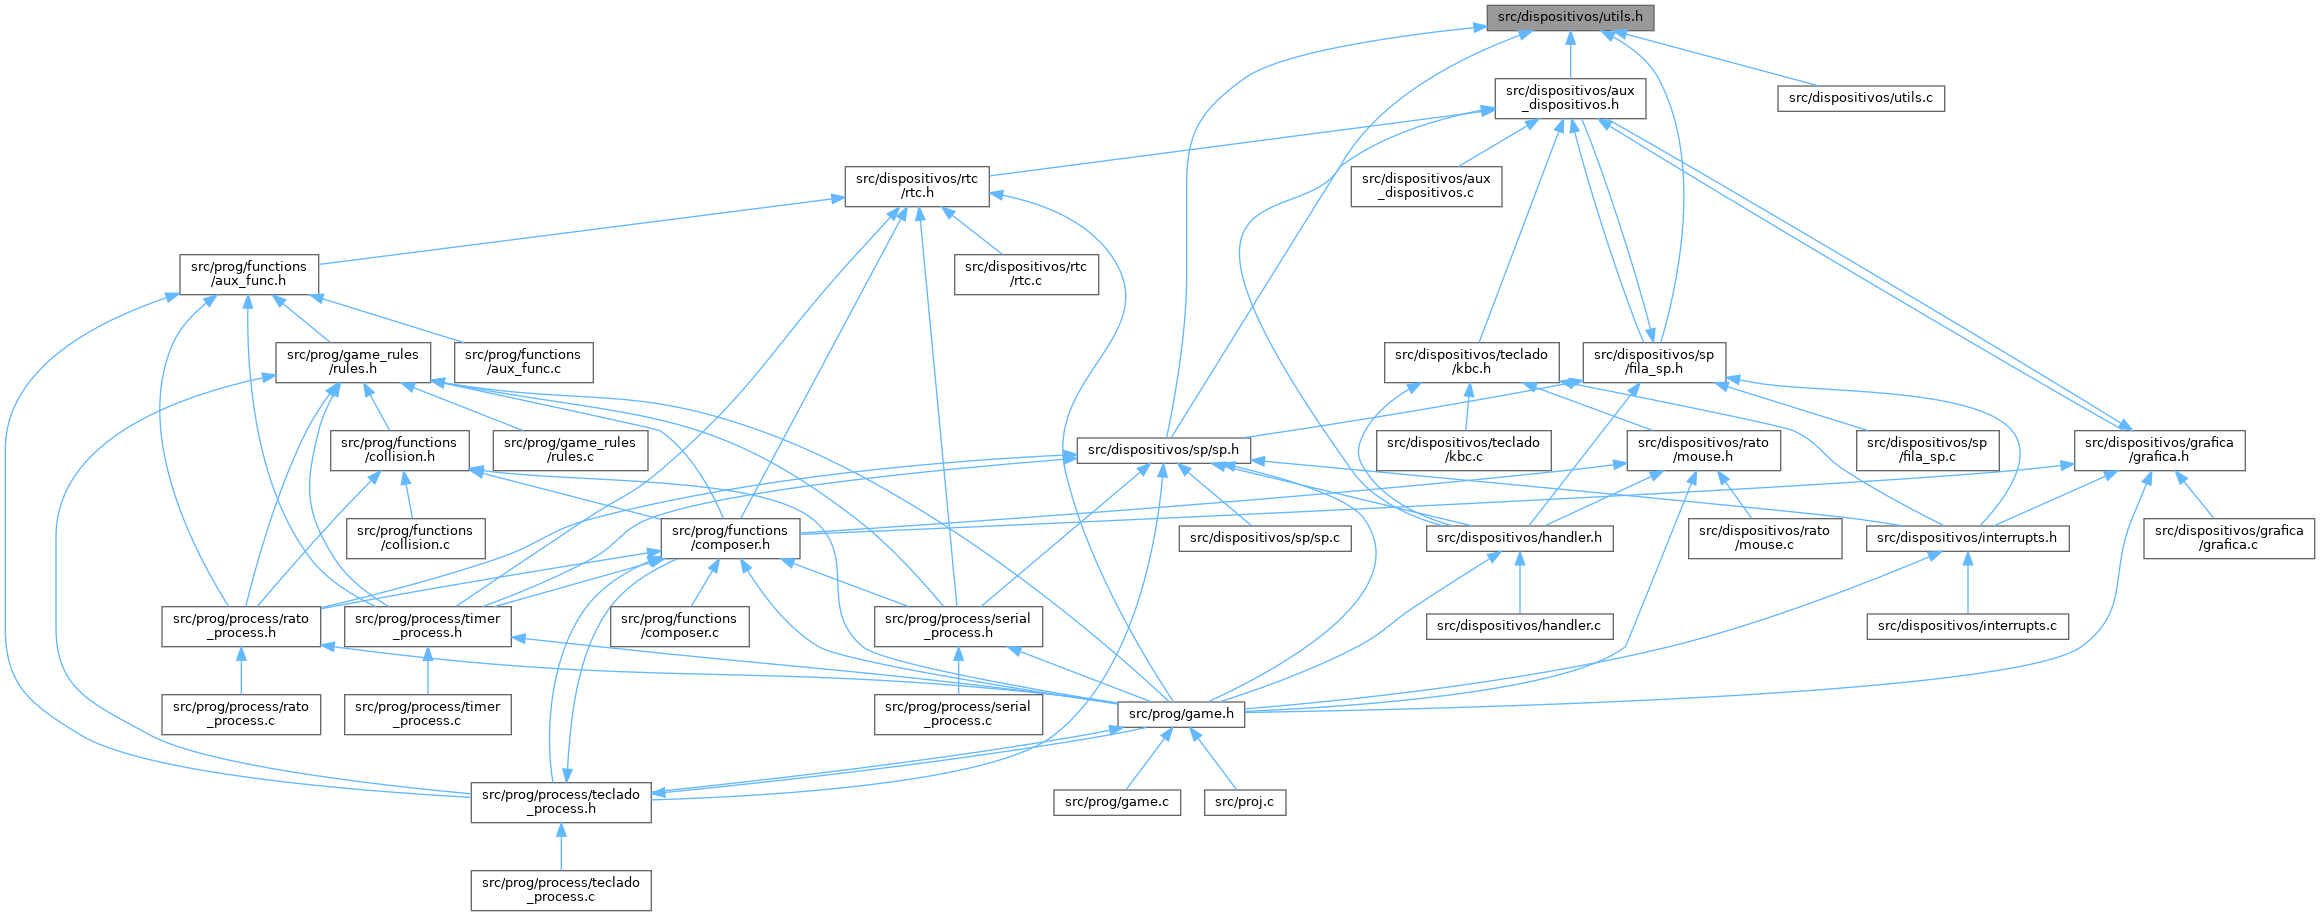 src/dispositivos/utils.h
src/dispositivos/aux
_dispositivos.h
src/dispositivos/utils.c
src/dispositivos/rtc
/rtc.h
src/dispositivos/aux
_dispositivos.c
src/prog/functions
/aux_func.h
src/dispositivos/rtc
/rtc.c
src/prog/game_rules
/rules.h
src/prog/functions
/aux_func.c
src/dispositivos/teclado
/kbc.h
src/dispositivos/sp
/fila_sp.h
src/prog/functions
/collision.h
src/prog/game_rules
/rules.c
src/dispositivos/sp/sp.h
src/dispositivos/teclado
/kbc.c
src/dispositivos/rato
/mouse.h
src/dispositivos/sp
/fila_sp.c
src/dispositivos/grafica
/grafica.h
src/prog/functions
/collision.c
src/prog/functions
/composer.h
src/dispositivos/sp/sp.c
src/dispositivos/handler.h
src/dispositivos/rato
/mouse.c
src/dispositivos/interrupts.h
src/dispositivos/grafica
/grafica.c
src/prog/process/rato
_process.h
src/prog/process/timer
_process.h
src/prog/functions
/composer.c
src/prog/process/serial
_process.h
src/dispositivos/handler.c
src/dispositivos/interrupts.c
src/prog/process/rato
_process.c
src/prog/process/timer
_process.c
src/prog/process/serial
_process.c
src/prog/game.h
src/prog/process/teclado
_process.h
src/prog/game.c
src/proj.c
src/prog/process/teclado
_process.c